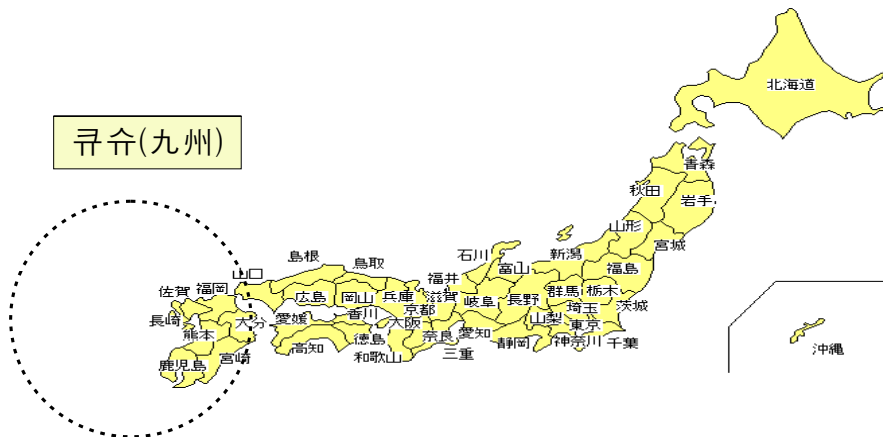 큐슈(九州)
北海道
青森
秋田
岩手
山形
宮城
石川
新潟
島根
鳥取
富山
福島
山口
福井
佐賀
福岡
広島
岡山
兵庫
滋賀
岐阜
長野
群馬
栃木
茨城
京都
埼玉
長崎
大分
愛媛
香川
大阪
山梨
東京
熊本
徳島
奈良
愛知
静岡
神奈川
千葉
高知
和歌山
三重
宮崎
鹿児島
沖縄